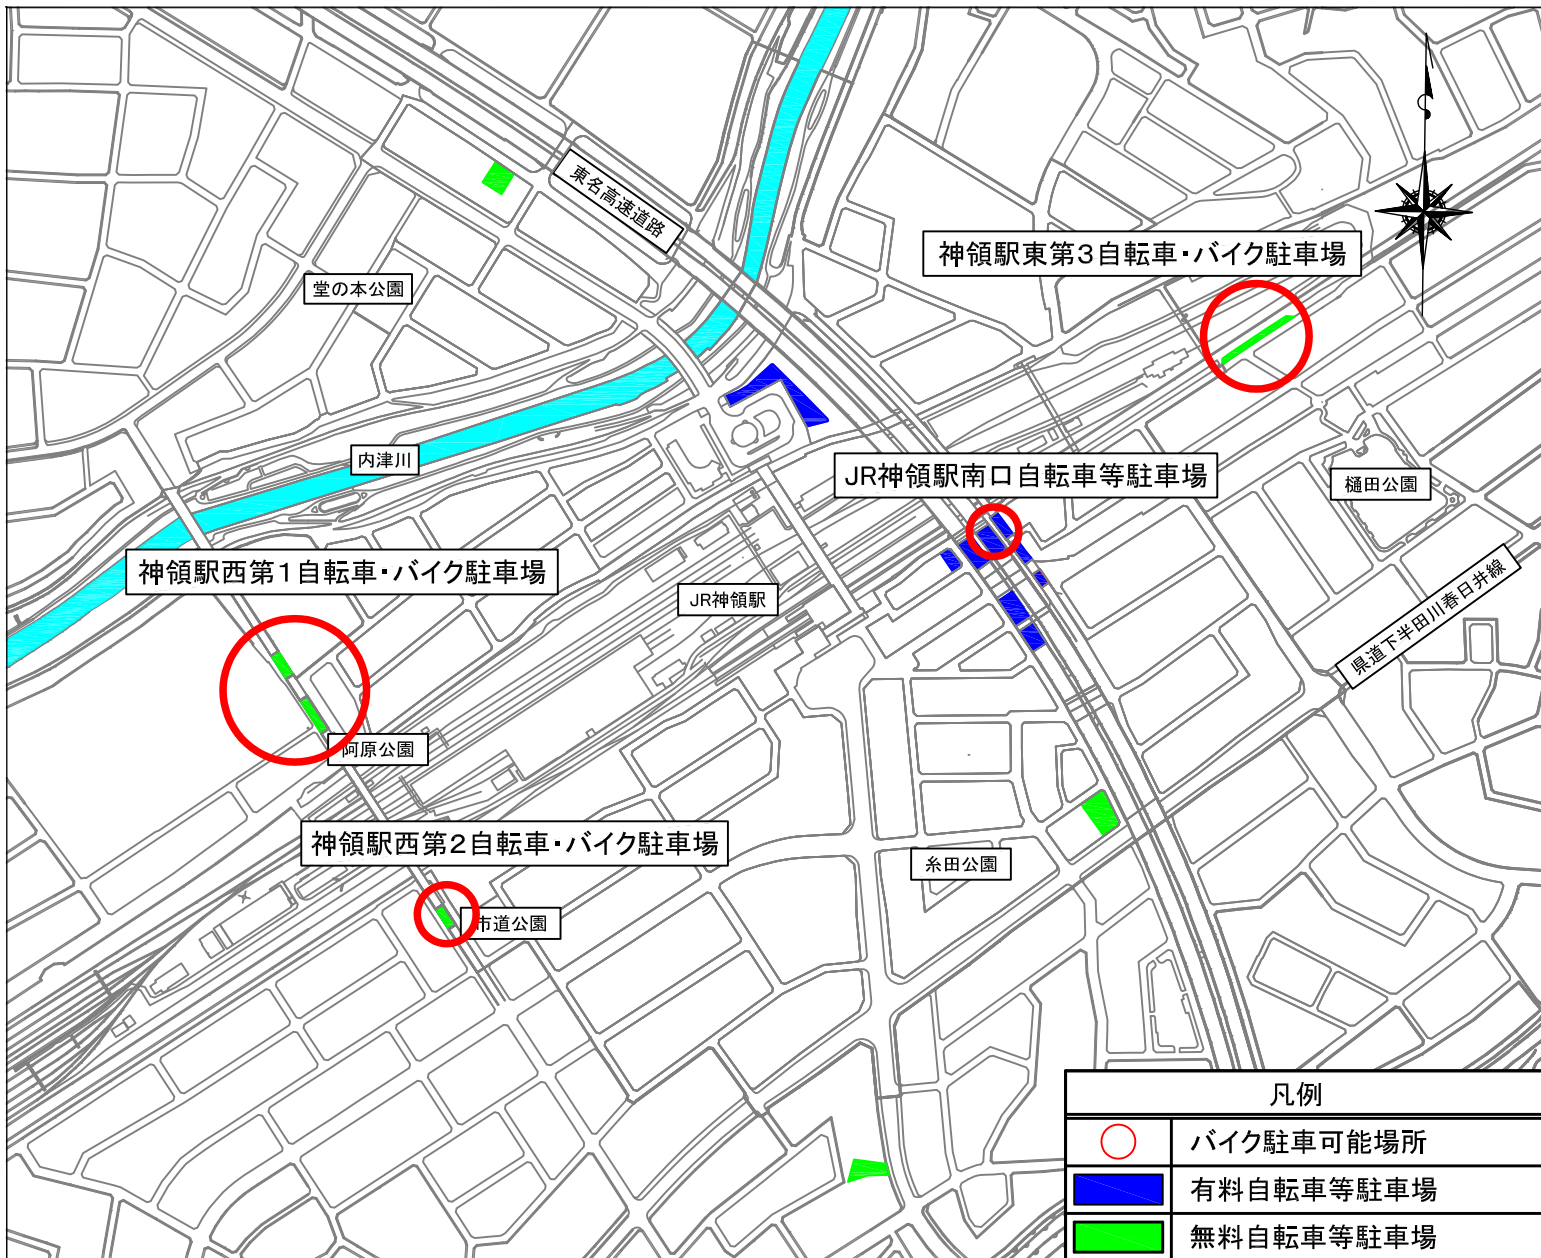 東名高速道路
神領駅東第3自転車・バイク駐車場
堂の本公園
内津川
JR神領駅南口自転車等駐車場
樋田公園
神領駅西第1自転車・バイク駐車場
JR神領駅
県道下半田川春日井線
阿原公園
神領駅西第2自転車・バイク駐車場
糸田公園
市道公園
凡例
バイク駐車可能場所
有料自転車等駐車場
無料自転車等駐車場